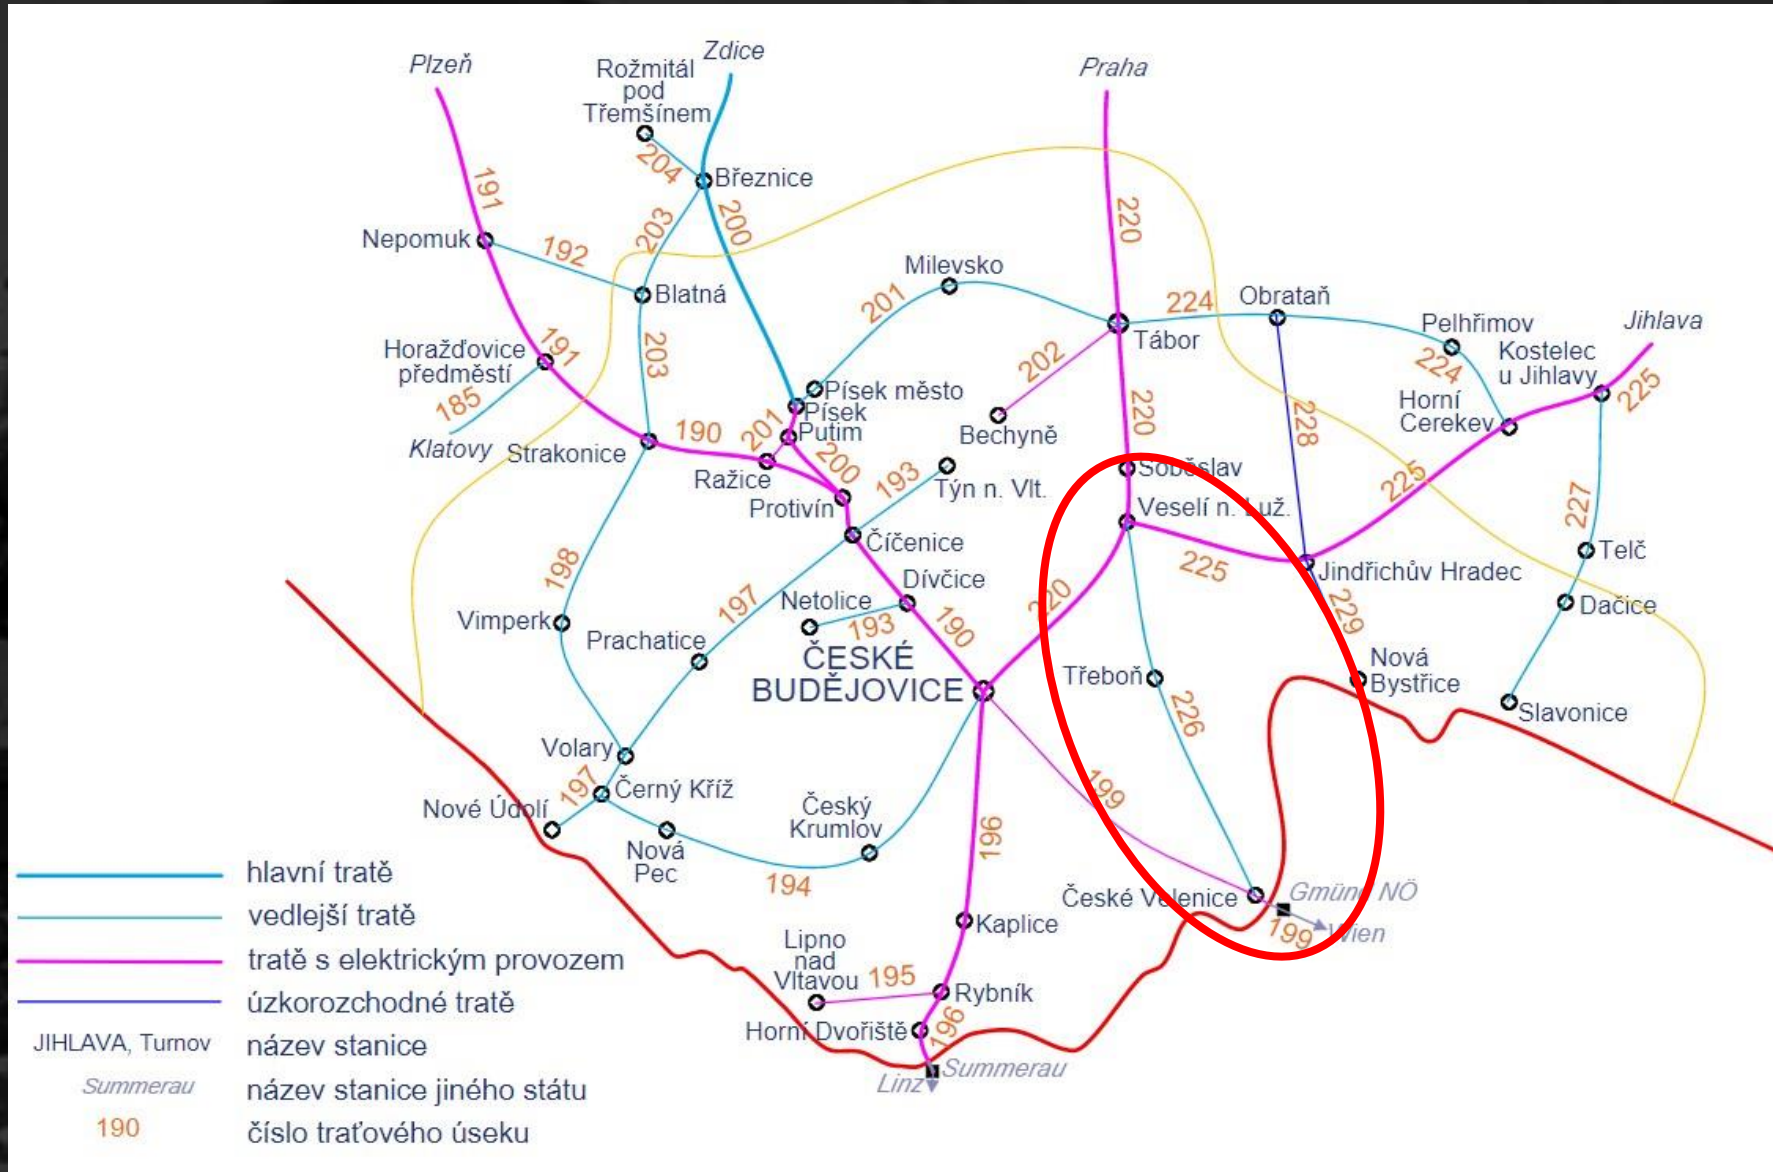 Plzeň
Zdice
Praha
Rožmitál
pod
Třemšínem
204
Březnice
191
203
200
220
Nepomuk
192
Blatná
Milevsko
201
224
Obrataň
Pelhřimov
224
Jihlava
Kostelec
u Jihlavy
225
Horažďovice
předměstí
191
203
Tábor
202
185
Klatovy
Strakonice
190
201
Písek město
Písek
Putim
200
Ražice
Protivín
193
Týn n. Vlt.
Bechyně
220
228
Horní
Cerekev
225
227
Soběslav
Veselí n. Luž.
Číčenice
225
Jindřichův Hradec
Telč
198
197
Dívčice
Netolice
193
190
220
229
Dačice
Vimperk
Prachatice
ČESKÉ
BUDĚJOVICE
Třeboň
226
Nová
Bystřice
Slavonice
Volary
197
Černý Kříž
Nové Údolí
Nová
Pec
194
Český
Krumlov
196
199
České Velenice
Gmünd NÖ
199
Wien
Kaplice
Lipno
nad
Vltavou
195
Rybník
Horní Dvořiště
196
Summerau
Linz
hlavní tratě
vedlejší tratě
tratě s elektrickým provozem
úzkorozchodné tratě
JIHLAVA, Turnov název stanice
Summerau název stanice jiného státu
190 číslo traťového úseku